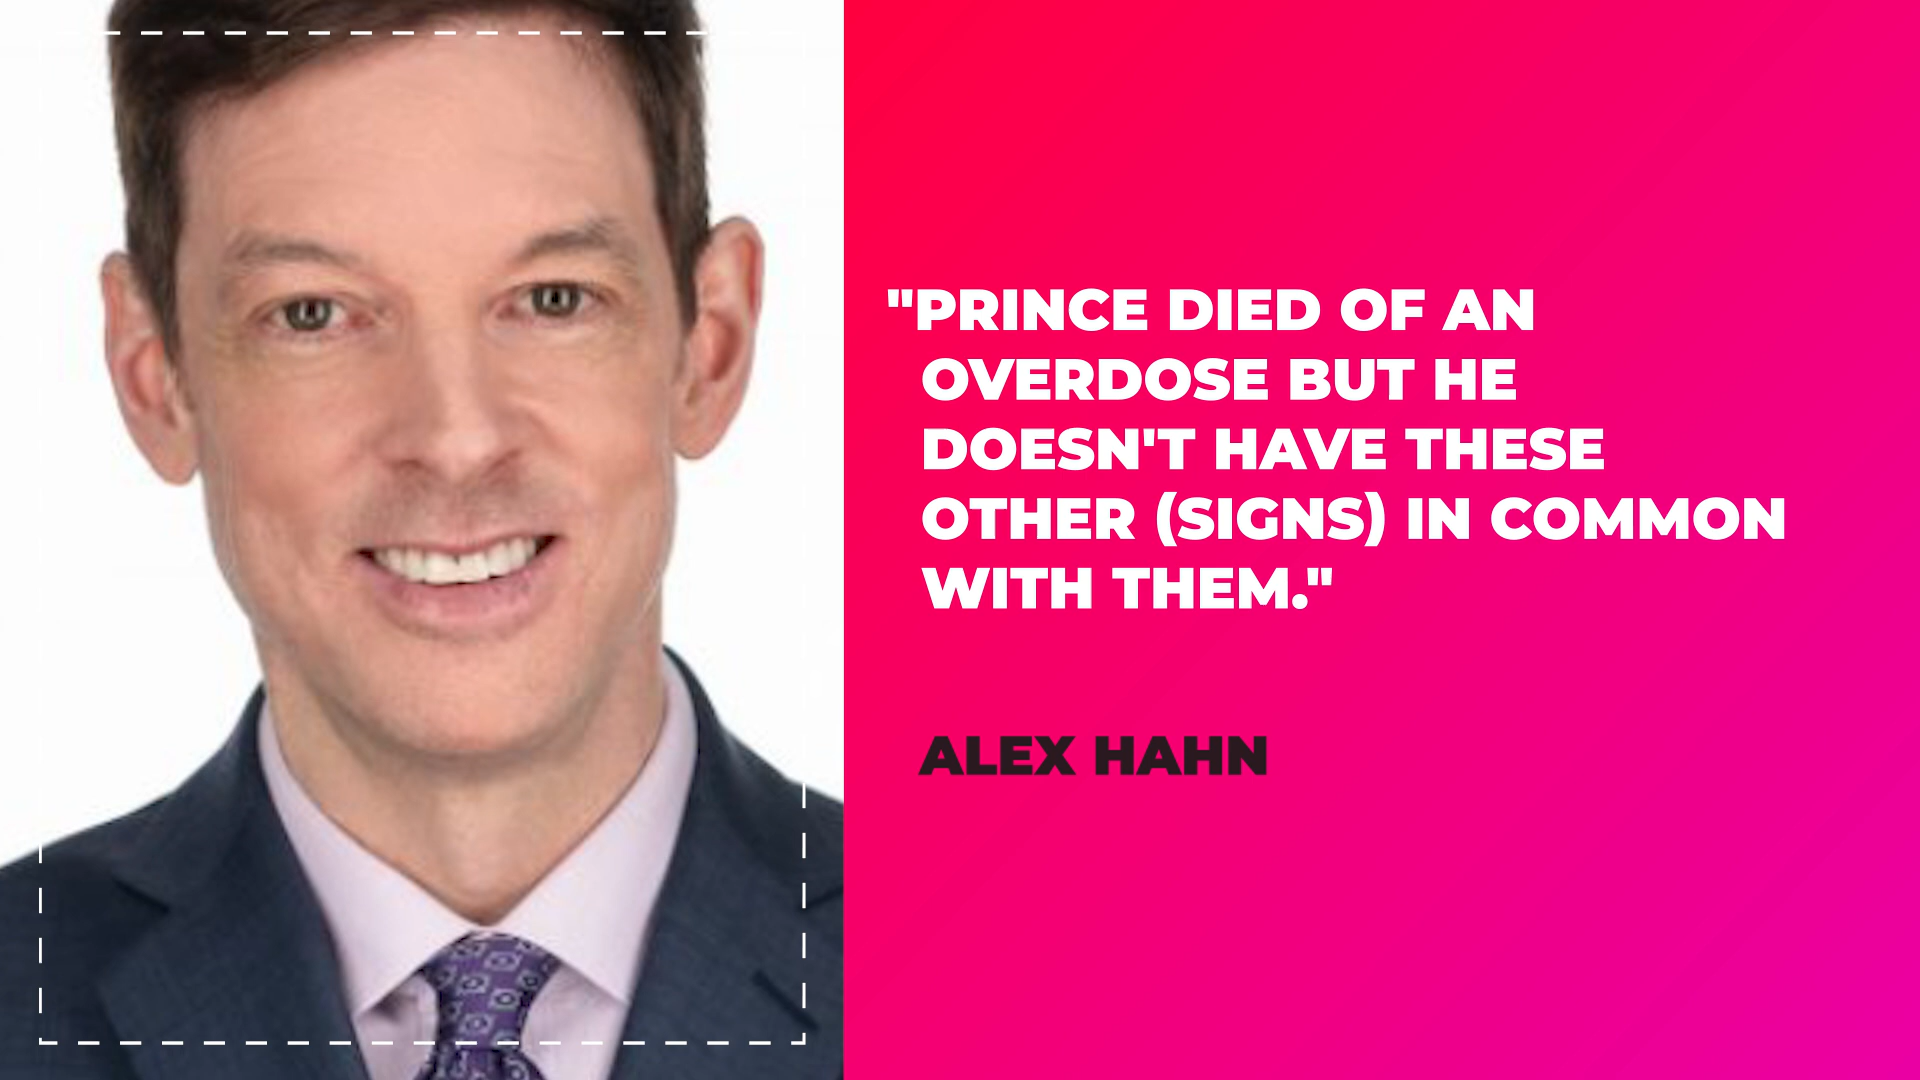 "PRINCE DIED OF AN
OVERDOSE BUT HE
DOESN'T HAVE THESE
OTHER (SIGNS) IN COMMON
WITH THEM."
ALEX HAHN